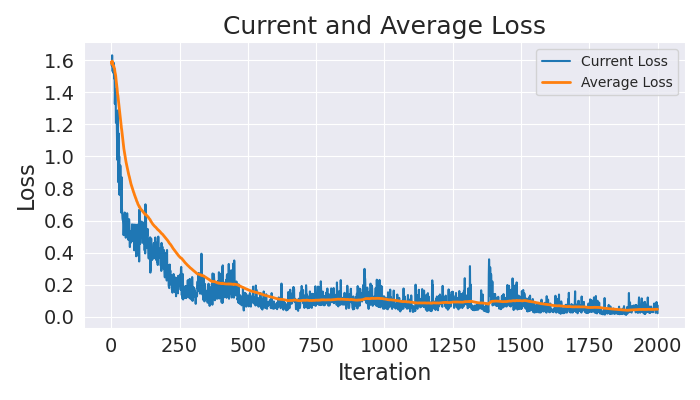 Current and Average Loss
Current Loss
Average Loss
1.6
1.4
1.2
1.0
0.8
0.6
0.4
0.2
0.0
Loss
0 250 500 750 1000 1250 1500 1750 2000
Iteration